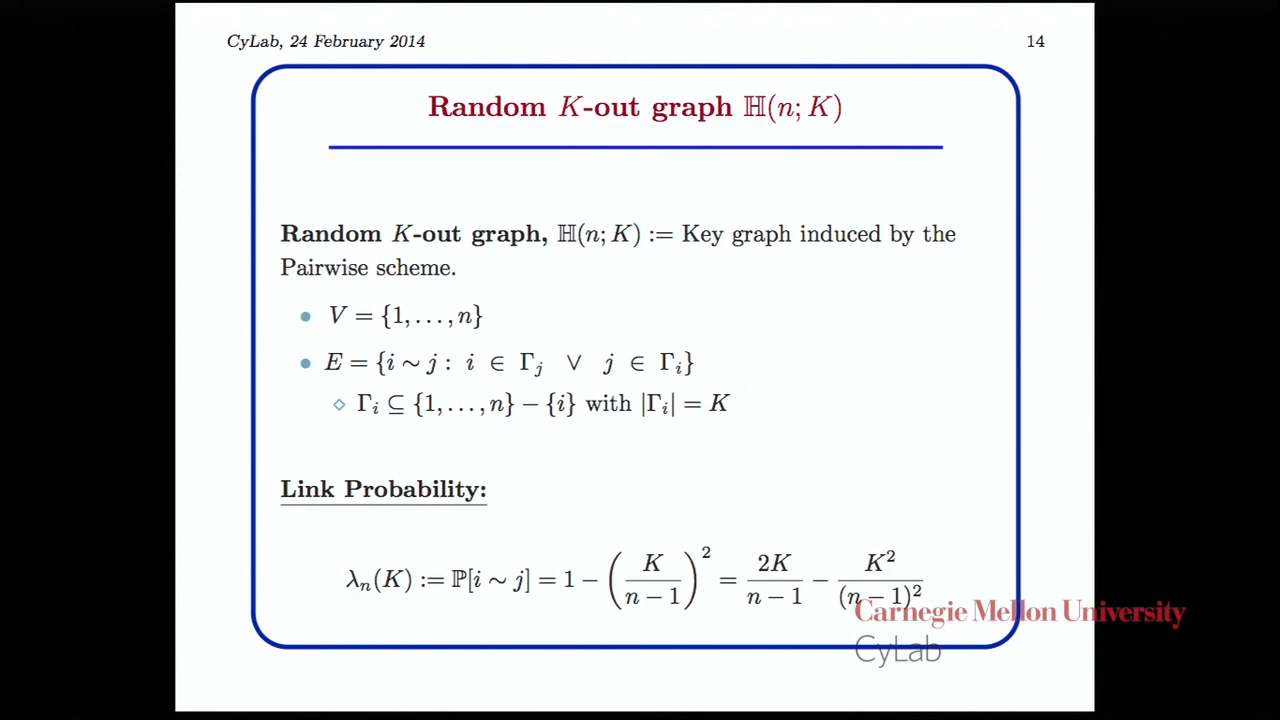 CyLab, 24 February 2014
14
Random K-out graph ℍ(n; K)
Random K-out graph, ℍ(n; K) := Key graph induced by the
Pairwise scheme.
• V = {1, . . . , n}
• E = {i ∼ j : i ∈ Γ_j ∨ j ∈ Γ_i}
⋄ Γ_i ⊆ {1, . . . , n} − {i} with |Γ_i| = K
Link Probability:
λ_n(K) := ℙ[i ∼ j] = 1 − (K/(n − 1))^2 = 2K/(n − 1) − K^2/(n − 1)^2
Carnegie Mellon University
CyLab